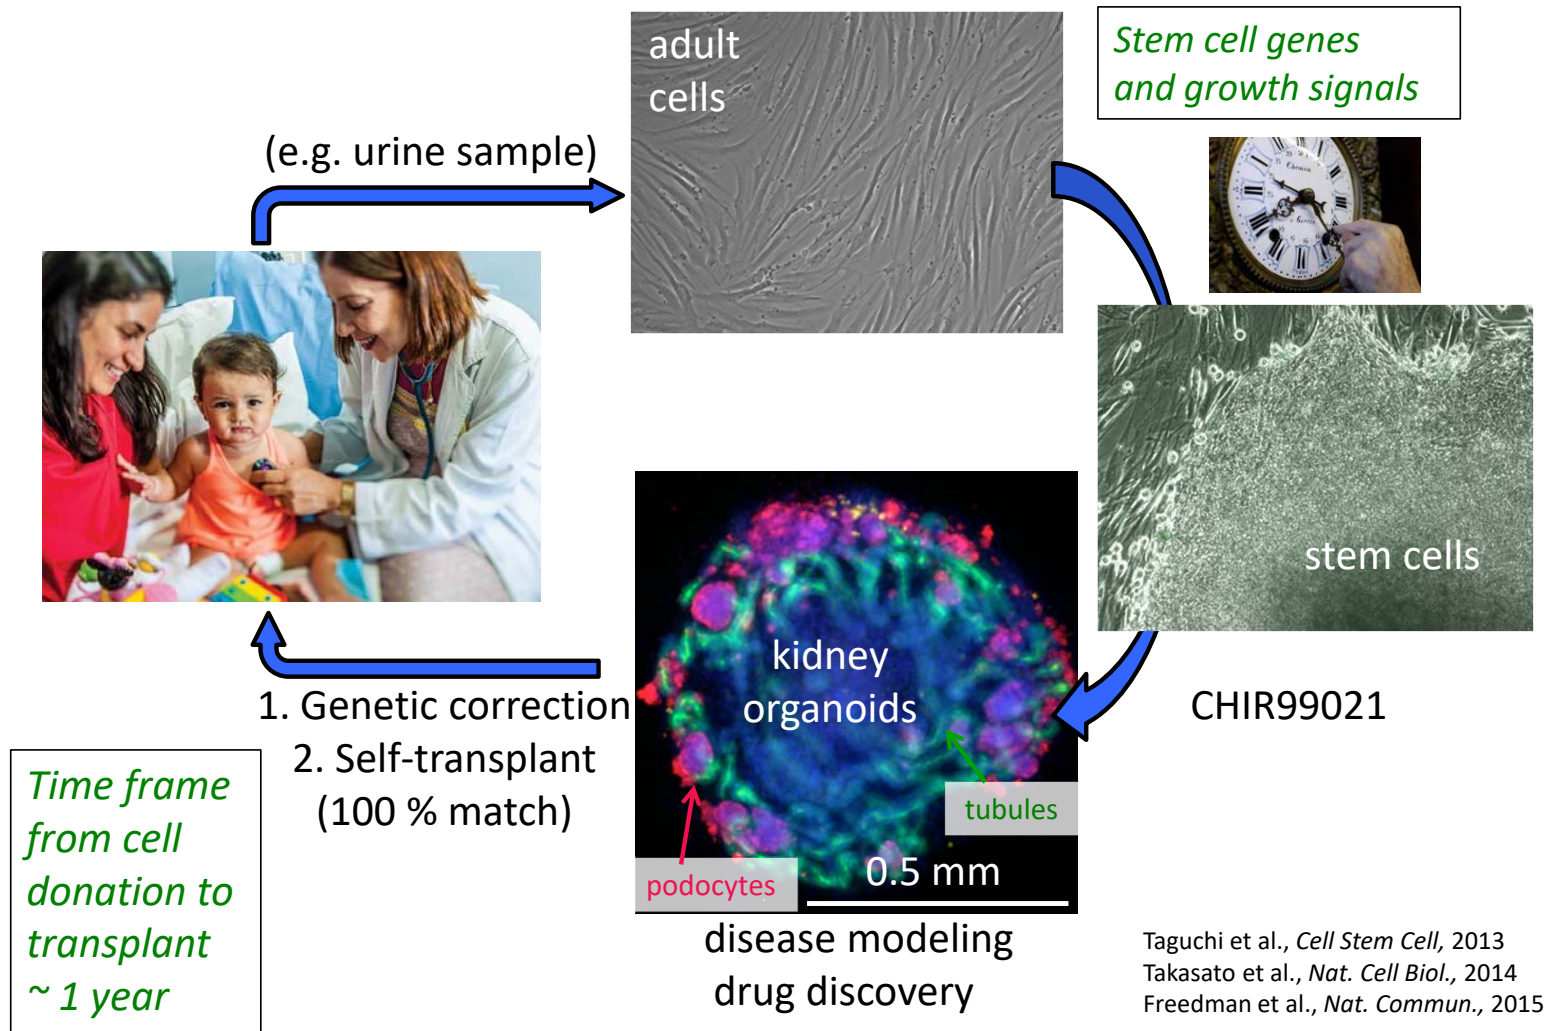 adult
cells
Stem cell genes
and growth signals
(e.g. urine sample)
stem cells
kidney
organoids
CHIR99021
1. Genetic correction
2. Self-transplant
(100 % match)
tubules
podocytes
0.5 mm
Time frame
from cell
donation to
transplant
~ 1 year
disease modeling
drug discovery
Taguchi et al., Cell Stem Cell, 2013
Takasato et al., Nat. Cell Biol., 2014
Freedman et al., Nat. Commun., 2015